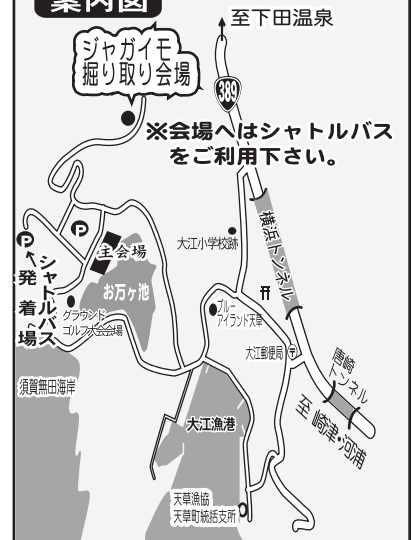 案内図
至下田温泉
ジャガイモ
掘り取り会場
389
※会場へはシャトルバス
をご利用下さい。
横浜トンネル
大江小学校跡
P
P
主会場
お万ヶ池
シャトルバス
発着場
グラウンド
ゴルフ大会会場
ブルー
アイランド天草
大江郵便局
〒
唐崎
トンネル
至 崎津・河浦
須賀無田海岸
大江漁港
天草漁協
天草町統括支所